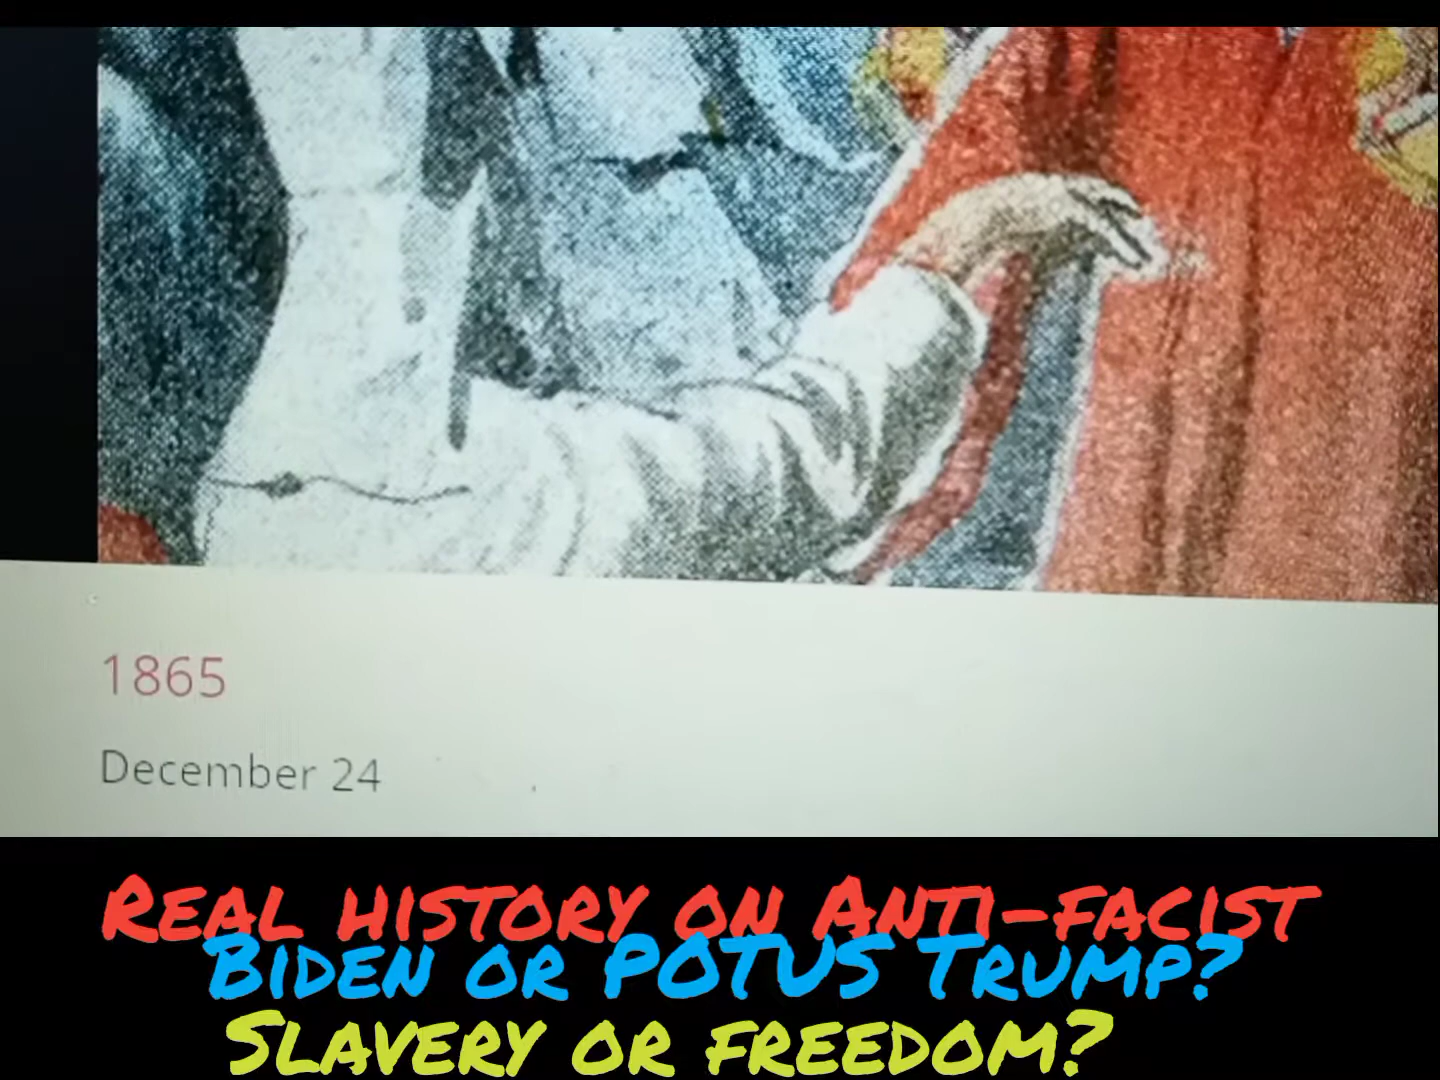 1865
December 24
Real history on Anti-facist
Biden or POTUS Trump?
Slavery or freedom?